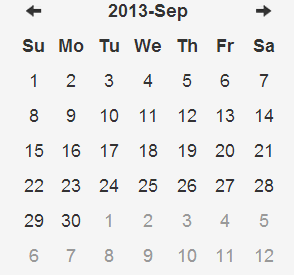 2013-Sep
Su Mo Tu We Th Fr Sa
1 2 3 4 5 6 7
8 9 10 11 12 13 14
15 16 17 18 19 20 21
22 23 24 25 26 27 28
29 30 1 2 3 4 5
6 7 8 9 10 11 12